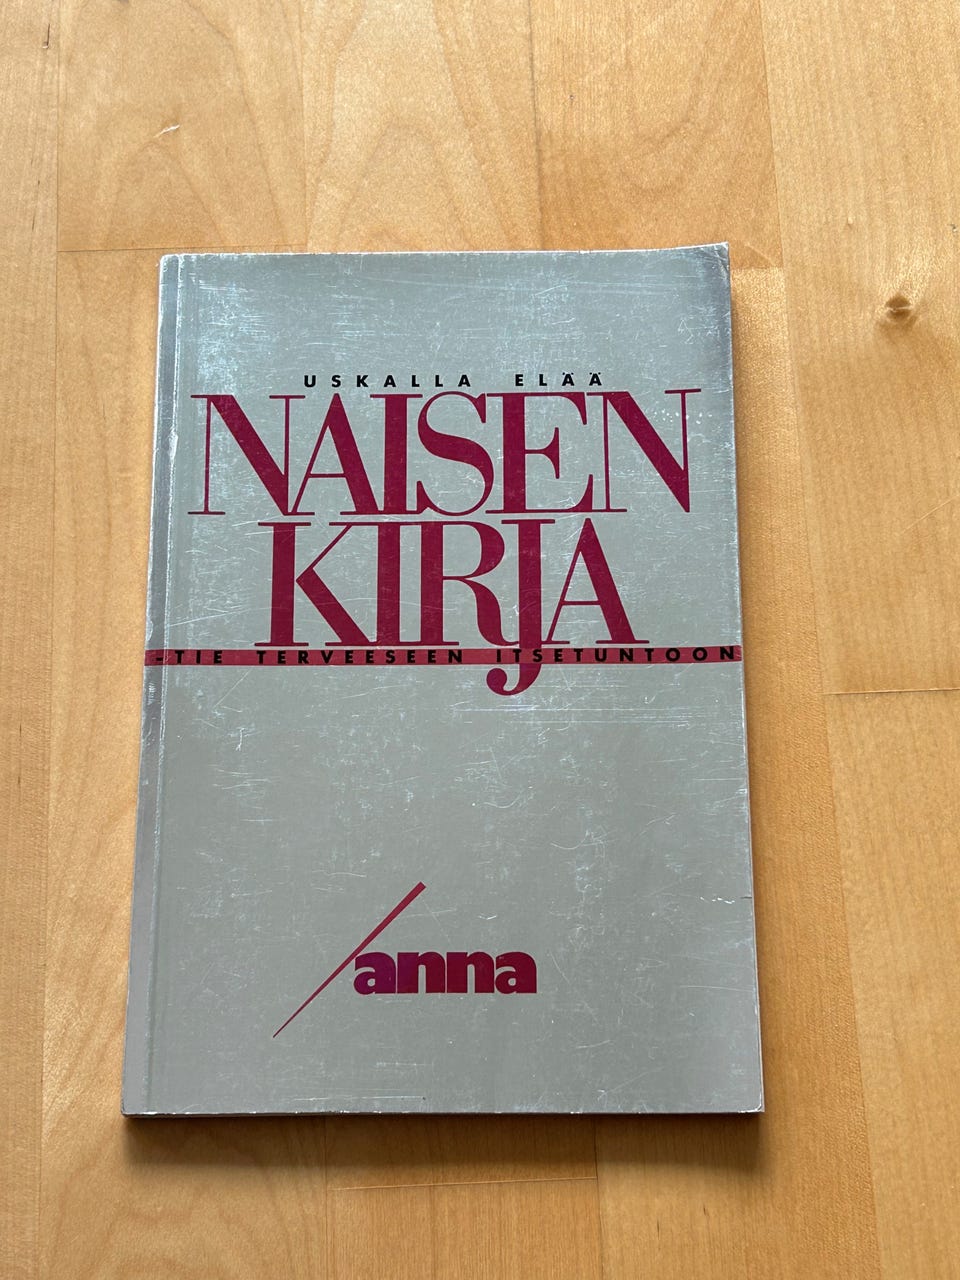 USKALLA ELÄÄ
NAISEN
KIRJA
-TIE TERVEESEEN ITSETUNTOON
anna